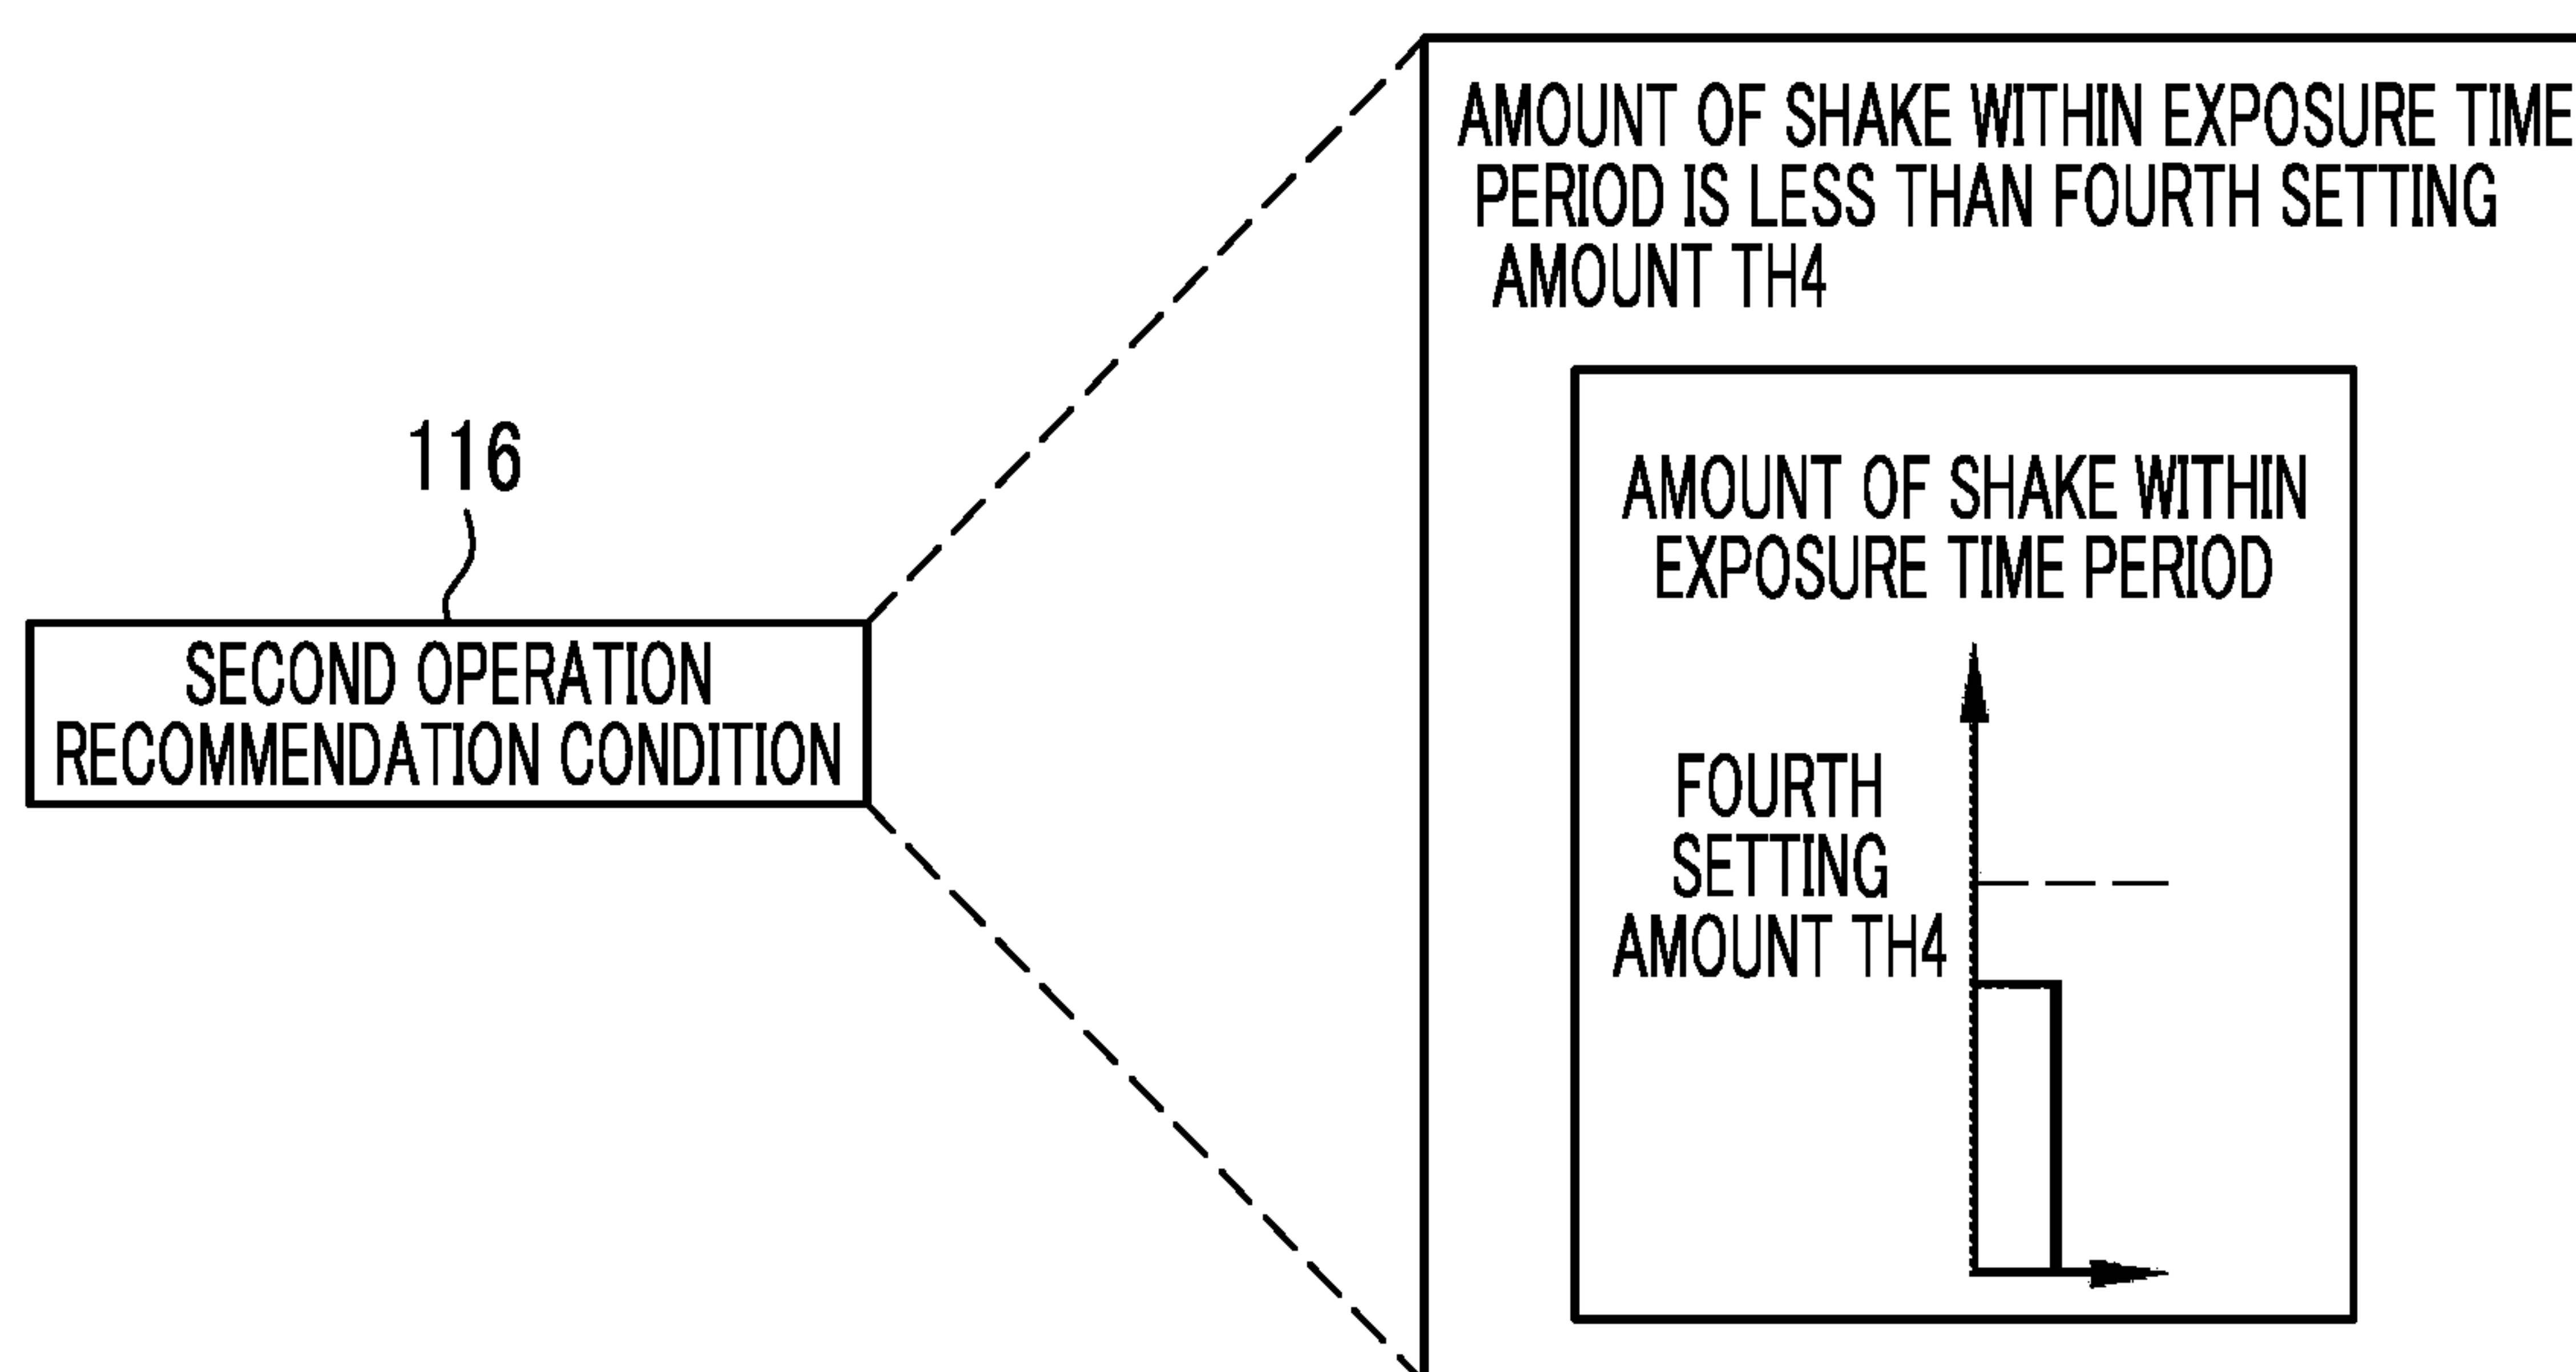 116
SECOND OPERATION
RECOMMENDATION CONDITION
AMOUNT OF SHAKE WITHIN EXPOSURE TIME
PERIOD IS LESS THAN FOURTH SETTING
AMOUNT TH4
AMOUNT OF SHAKE WITHIN
EXPOSURE TIME PERIOD
FOURTH
SETTING
AMOUNT TH4